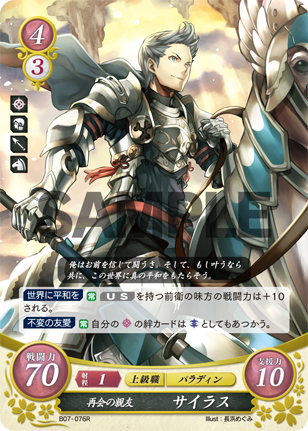 4
3
SAMPLE
俺はお前を信じて闘うさ。そして、もし叶うなら
共に、この世界に真の平和をもたらそう。
世界に平和を 常 U S を持つ前衛の味方の戦闘力は+10
される。
不変の友愛 常 自分の の絆カードは としてもあつかう。
戦闘力
70
射程 1 上級職 パラディン
支援力
10
再会の親友 サイラス
B07-076R
Illust:長浜めぐみ